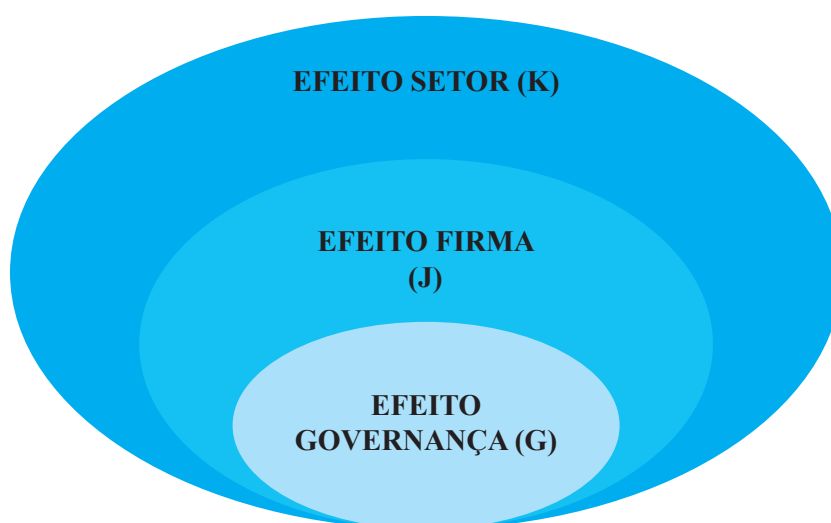 EFEITO SETOR (K)
EFEITO FIRMA
(J)
EFEITO
GOVERNANÇA (G)